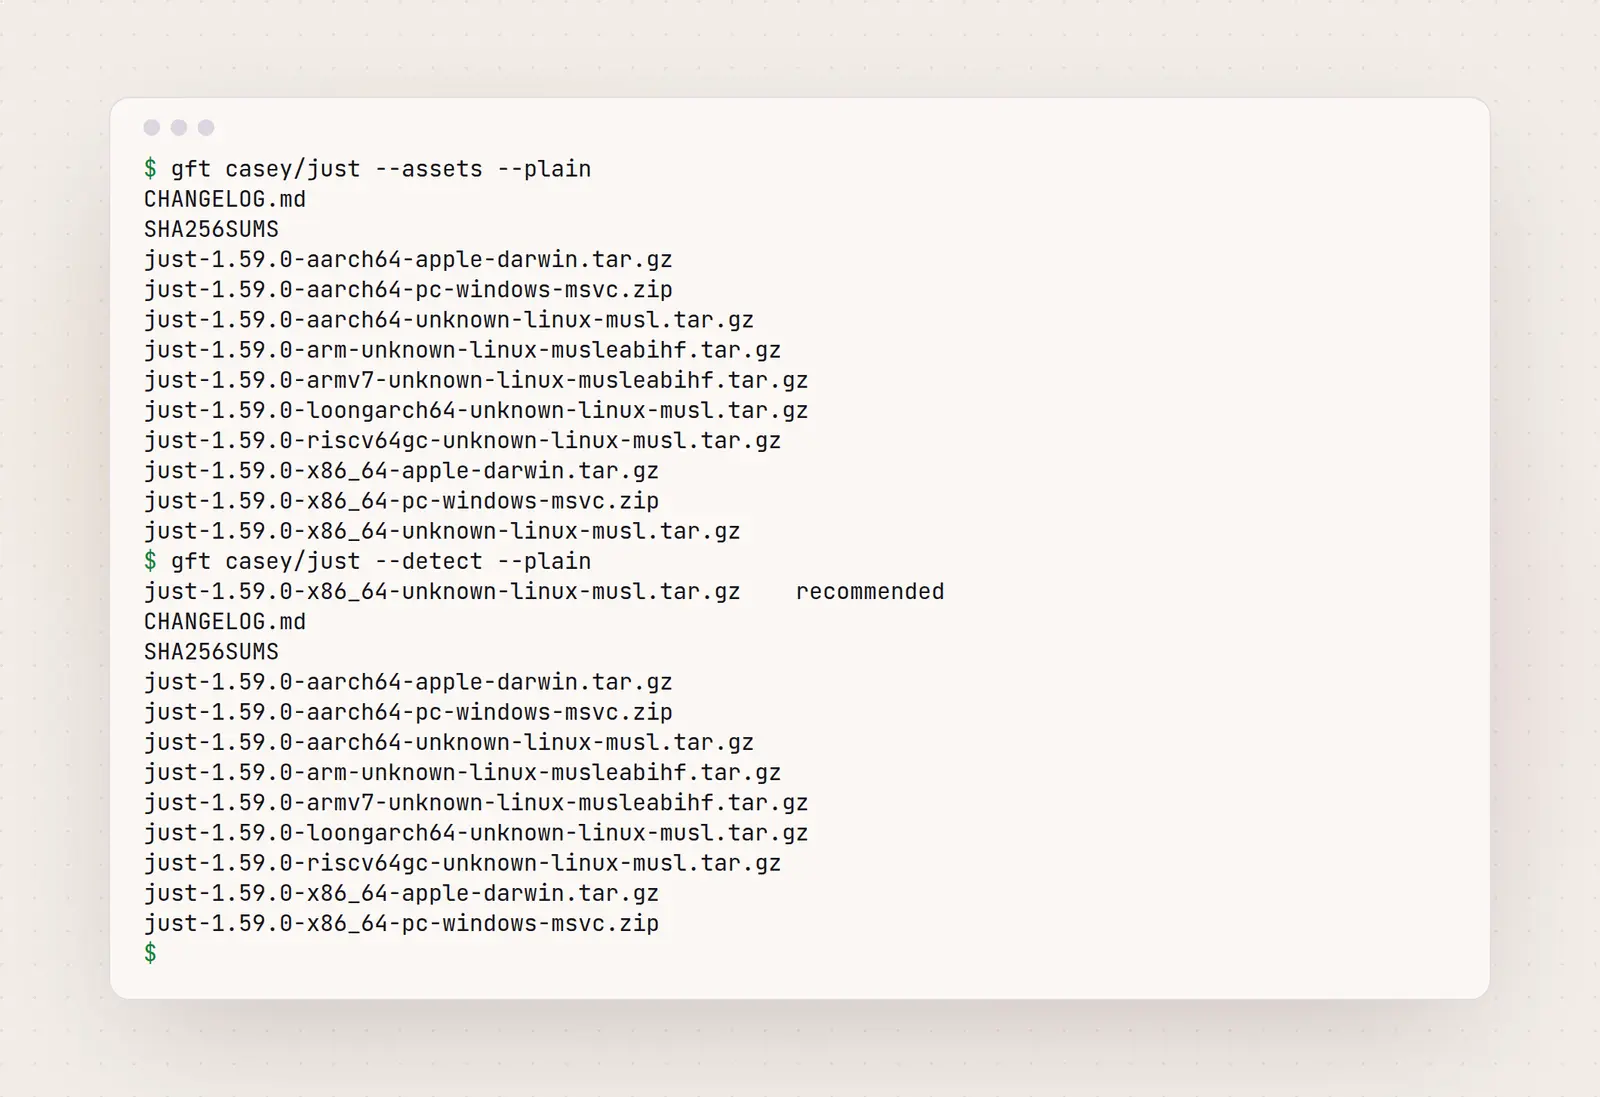 $ gft casey/just --assets --plain
CHANGELOG.md
SHA256SUMS
just-1.59.0-aarch64-apple-darwin.tar.gz
just-1.59.0-aarch64-pc-windows-msvc.zip
just-1.59.0-aarch64-unknown-linux-musl.tar.gz
just-1.59.0-arm-unknown-linux-musleabihf.tar.gz
just-1.59.0-armv7-unknown-linux-musleabihf.tar.gz
just-1.59.0-loongarch64-unknown-linux-musl.tar.gz
just-1.59.0-riscv64gc-unknown-linux-musl.tar.gz
just-1.59.0-x86_64-apple-darwin.tar.gz
just-1.59.0-x86_64-pc-windows-msvc.zip
just-1.59.0-x86_64-unknown-linux-musl.tar.gz
$ gft casey/just --detect --plain
just-1.59.0-x86_64-unknown-linux-musl.tar.gz    recommended
CHANGELOG.md
SHA256SUMS
just-1.59.0-aarch64-apple-darwin.tar.gz
just-1.59.0-aarch64-pc-windows-msvc.zip
just-1.59.0-aarch64-unknown-linux-musl.tar.gz
just-1.59.0-arm-unknown-linux-musleabihf.tar.gz
just-1.59.0-armv7-unknown-linux-musleabihf.tar.gz
just-1.59.0-loongarch64-unknown-linux-musl.tar.gz
just-1.59.0-riscv64gc-unknown-linux-musl.tar.gz
just-1.59.0-x86_64-apple-darwin.tar.gz
just-1.59.0-x86_64-pc-windows-msvc.zip
$